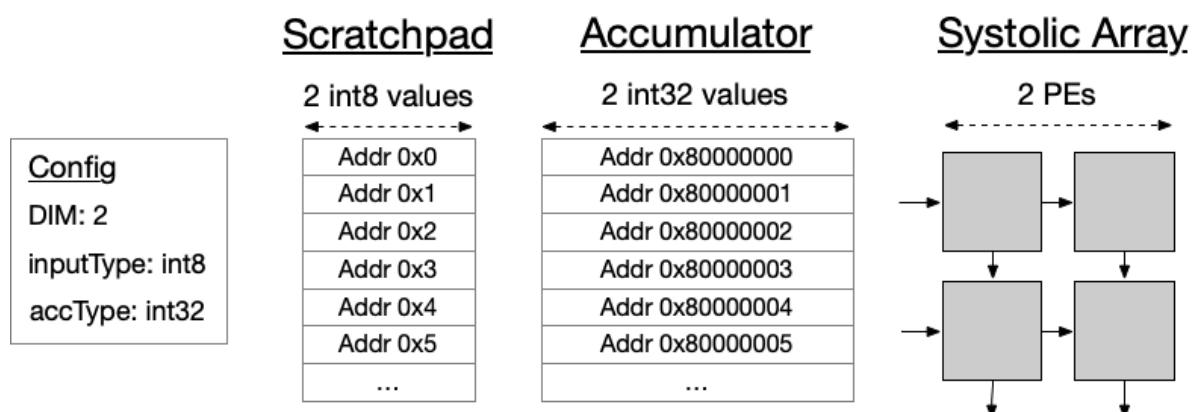 Scratchpad
Accumulator
Systolic Array
2 int8 values
2 int32 values
2 PEs
Config
DIM: 2
inputType: int8
accType: int32
Addr 0x0
Addr 0x1
Addr 0x2
Addr 0x3
Addr 0x4
Addr 0x5
...
Addr 0x80000000
Addr 0x80000001
Addr 0x80000002
Addr 0x80000003
Addr 0x80000004
Addr 0x80000005
...